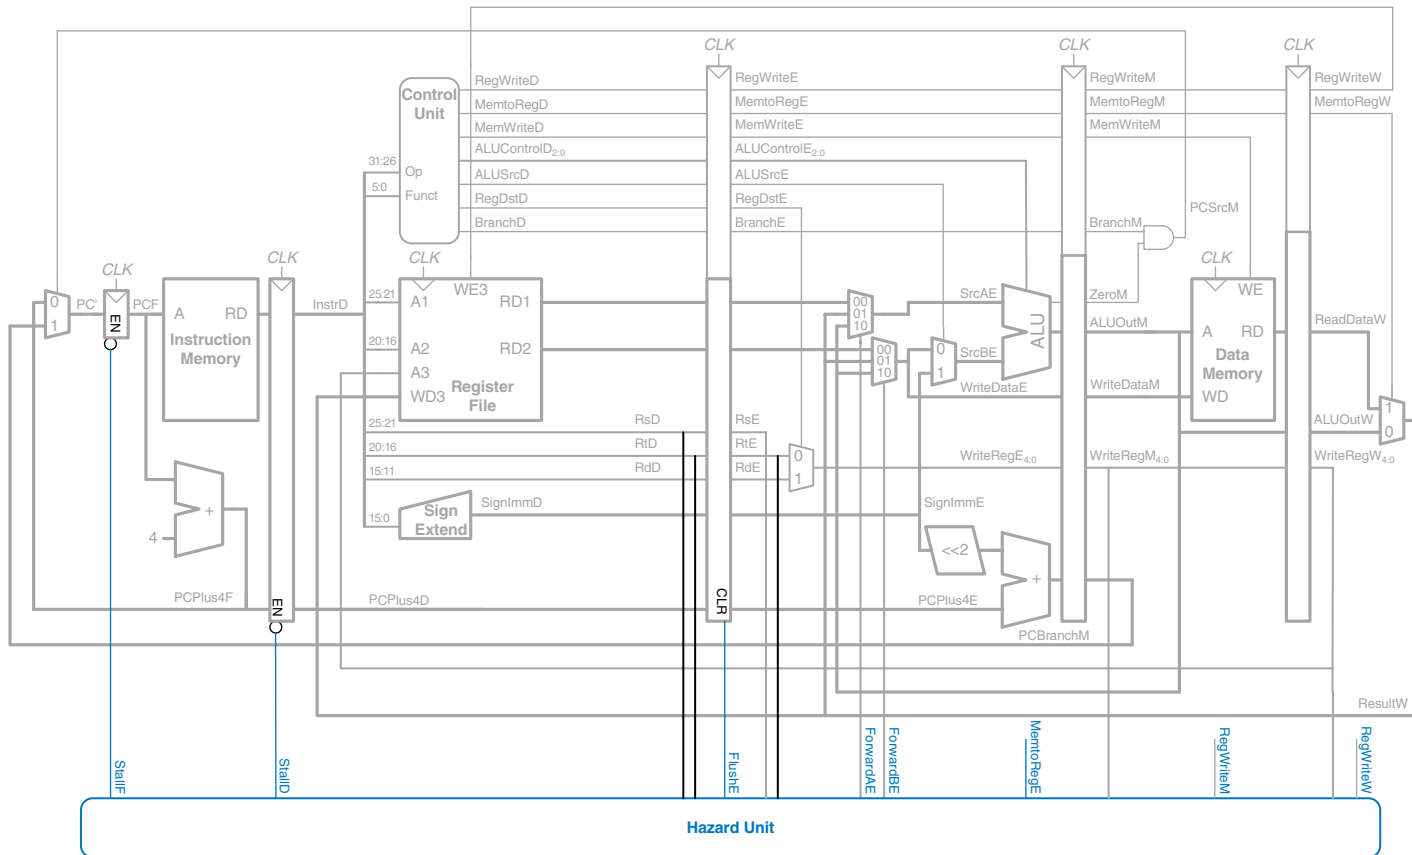 CLK
CLK
CLK
RegWriteD
RegWriteE
RegWriteM
RegWriteW
Control
Unit
MemtoRegD
MemtoRegE
MemtoRegM
MemtoRegW
MemWriteD
MemWriteE
MemWriteM
ALUControlD2:0
ALUControlE2:0
31:26
Op
ALUSrcD
ALUSrcE
5:0
Funct
RegDstD
RegDstE
PCSrcM
BranchD
BranchE
BranchM
CLK
CLK
CLK
CLK
0
1
PC'
EN
PCF
A
RD
Instruction
Memory
InstrD
25:21
A1
WE3
RD1
20:16
A2
RD2
A3
WD3
Register
File
00
01
10
00
01
10
SrcAE
0
1
SrcBE
ALU
ZeroM
ALUOutM
WE
A
RD
Data
Memory
WD
ReadDataW
WriteDataE
WriteDataM
1
0
ALUOutW
25:21
RsD
RsE
20:16
RtD
RtE
15:11
RdD
RdE
0
1
WriteRegE4:0
WriteRegM4:0
WriteRegW4:0
15:0
Sign
Extend
SignImmD
SignImmE
+
4
<<2
+
PCPlus4F
EN
PCPlus4D
CLR
PCPlus4E
PCBranchM
ResultW
StallF
StallD
FlushE
ForwardAE
ForwardBE
MemtoRegE
RegWriteM
RegWriteW
Hazard Unit